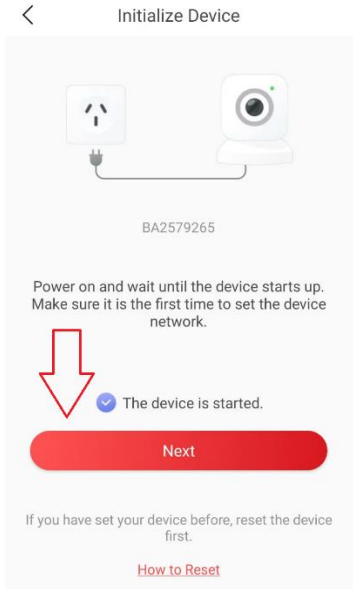 Initialize Device
BA2579265
Power on and wait until the device starts up.
Make sure it is the first time to set the device
network.
The device is started.
Next
If you have set your device before, reset the device
first.
How to Reset